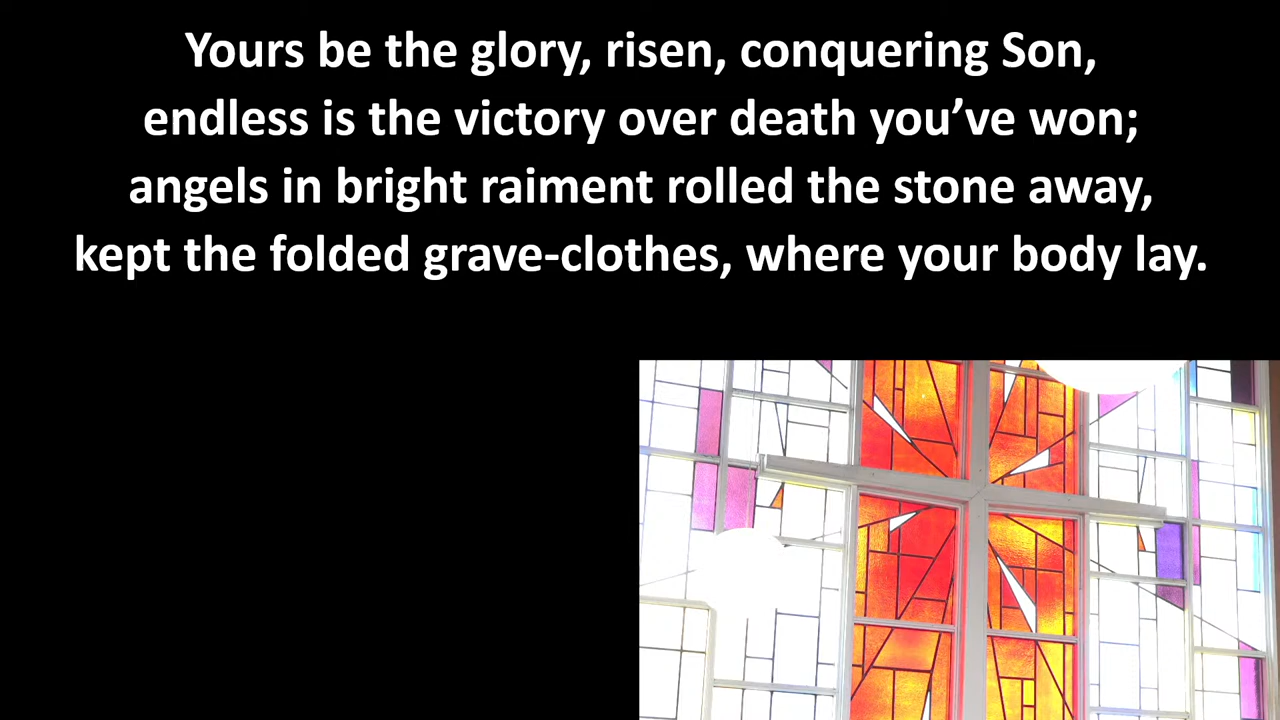 Yours be the glory, risen, conquering Son,
endless is the victory over death you’ve won;
angels in bright raiment rolled the stone away,
kept the folded grave-clothes, where your body lay.